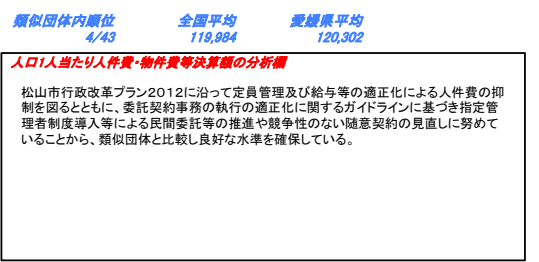 類似団体内順位 全国平均 愛媛県平均
4/43 119,984 120,302
人口1人当たり人件費・物件費等決算額の分析欄
松山市行政改革プラン2012に沿って定員管理及び給与等の適正化による人件費の抑
制を図るとともに、委託契約事務の執行の適正化に関するガイドラインに基づき指定管
理者制度導入等による民間委託等の推進や競争性のない随意契約の見直しに努めて
いることから、類似団体と比較し良好な水準を確保している。